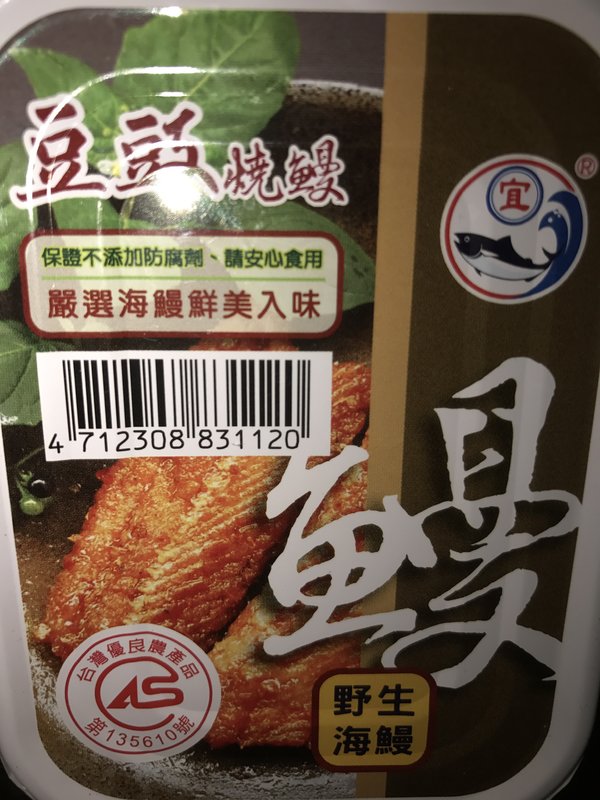 豆豉燒鰻
宜
®
保證不添加防腐劑、請安心食用
嚴選海鰻鮮美入味
4 712308 831120
鰻
台灣優良農產品
CAS
第135610號
野生
海鰻